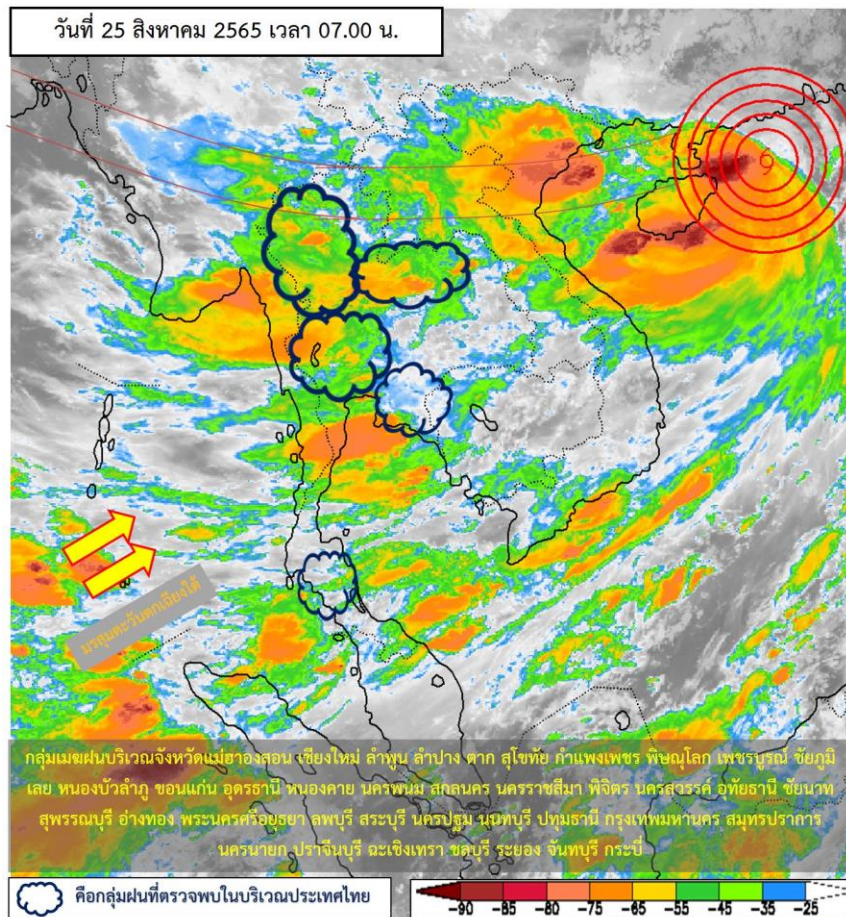 วันที่ 25 สิงหาคม 2565 เวลา 07.00 น.
มรสุมตะวันตกเฉียงใต้
กลุ่มเมฆฝนบริเวณจังหวัดแม่ฮ่องสอน เชียงใหม่ ลำพูน ลำปาง ตาก สุโขทัย กำแพงเพชร พิษณุโลก เพชรบูรณ์ ชัยภูมิ
เลย หนองบัวลำภู ขอนแก่น อุดรธานี หนองคาย นครพนม สกลนคร นครราชสีมา พิจิตร นครสวรรค์ อุทัยธานี ชัยนาท
สุพรรณบุรี อ่างทอง พระนครศรีอยุธยา ลพบุรี สระบุรี นครปฐม นนทบุรี ปทุมธานี กรุงเทพมหานคร สมุทรปราการ
นครนายก ปราจีนบุรี ฉะเชิงเทรา ชลบุรี ระยอง จันทบุรี กระบี่
คือกลุ่มฝนที่ตรวจพบในบริเวณประเทศไทย
-90 -85 -80 -75 -65 -55 -45 -35 -25